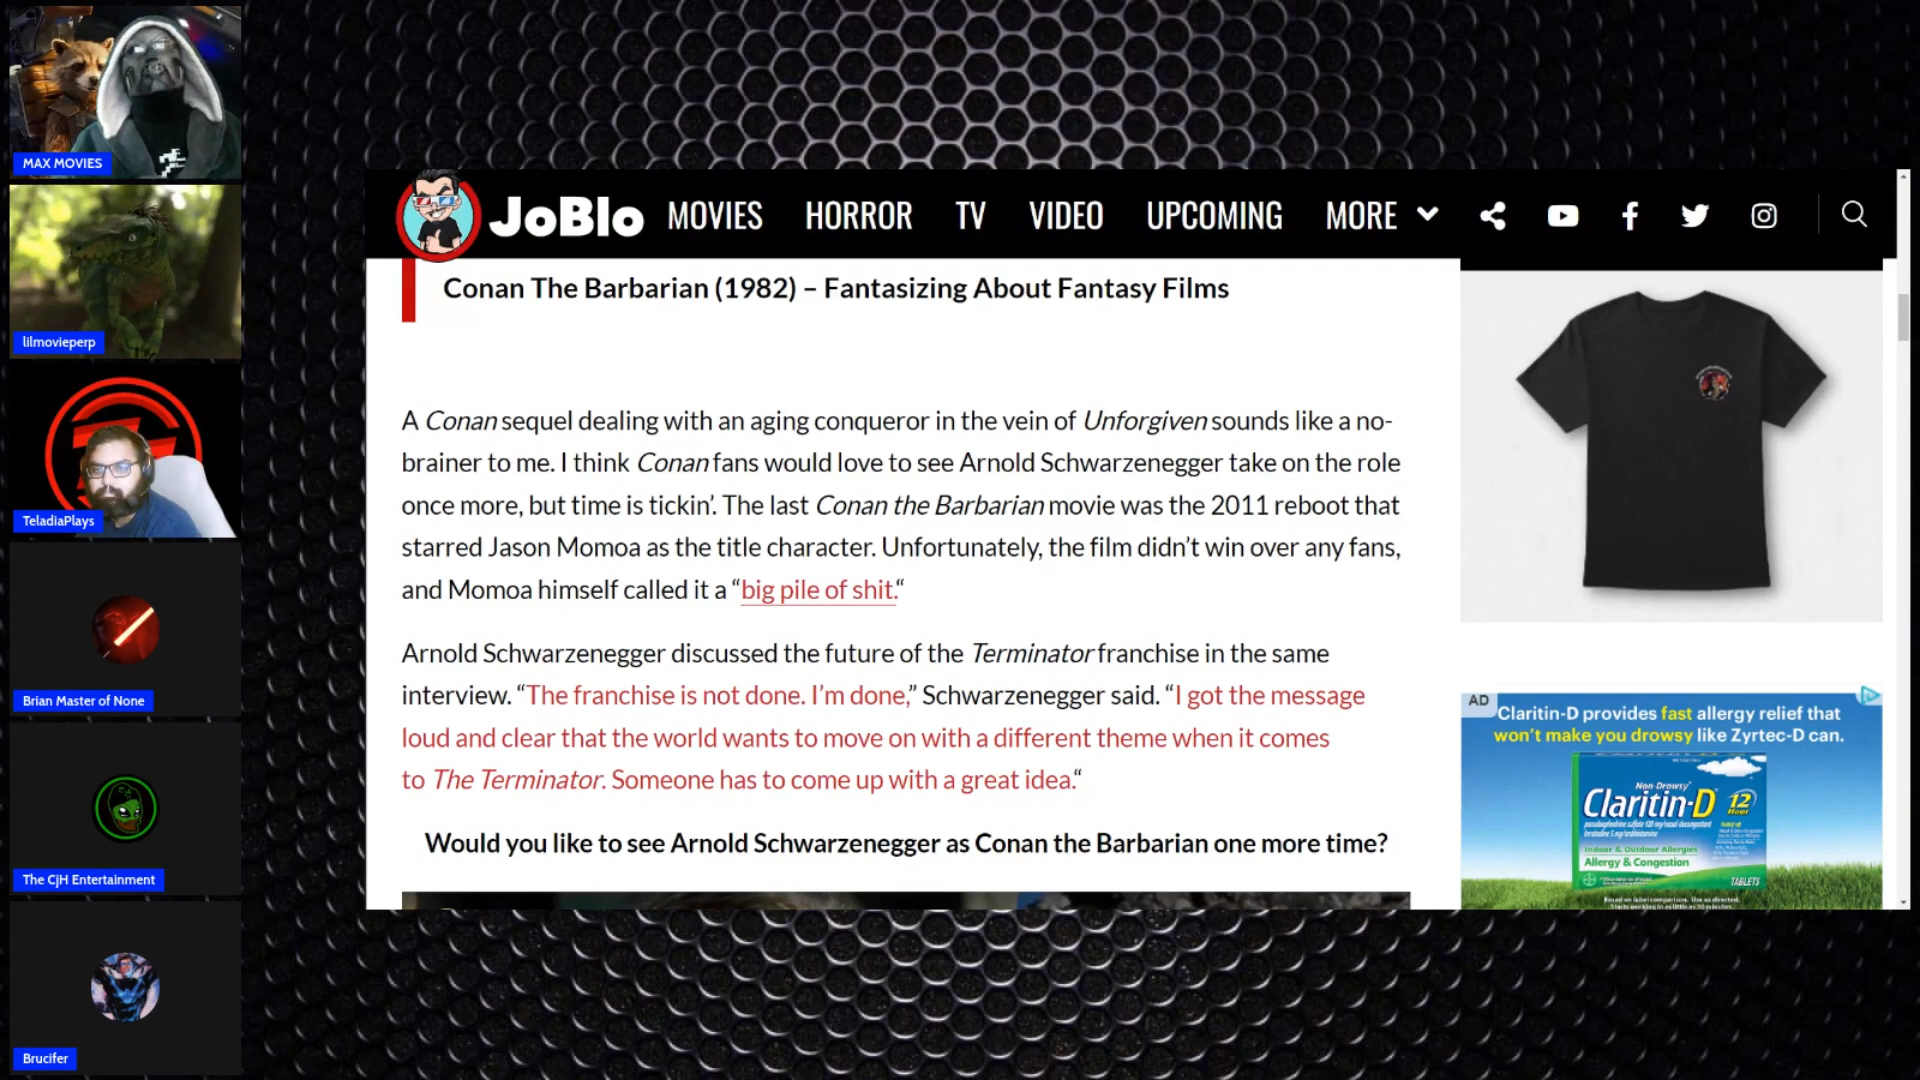 MAX MOVIES
lilmovieperp
TeladiaPlays
Brian Master of None
The CjH Entertainment
Brucifer
JoBlo MOVIES HORROR TV VIDEO UPCOMING MORE
Conan The Barbarian (1982) – Fantasizing About Fantasy Films
A Conan sequel dealing with an aging conqueror in the vein of Unforgiven sounds like a no-
brainer to me. I think Conan fans would love to see Arnold Schwarzenegger take on the role
once more, but time is tickin’. The last Conan the Barbarian movie was the 2011 reboot that
starred Jason Momoa as the title character. Unfortunately, the film didn’t win over any fans,
and Momoa himself called it a “big pile of shit.“
Arnold Schwarzenegger discussed the future of the Terminator franchise in the same
interview. “The franchise is not done. I’m done,” Schwarzenegger said. “I got the message
loud and clear that the world wants to move on with a different theme when it comes
to The Terminator. Someone has to come up with a great idea.“
Would you like to see Arnold Schwarzenegger as Conan the Barbarian one more time?
AD
Claritin-D provides fast allergy relief that
won’t make you drowsy like Zyrtec-D can.
Non-Drowsy*
Claritin-D 12
Hour
Indoor & Outdoor Allergies
Allergy & Congestion
TABLETS
Based on label comparison. Use as directed.